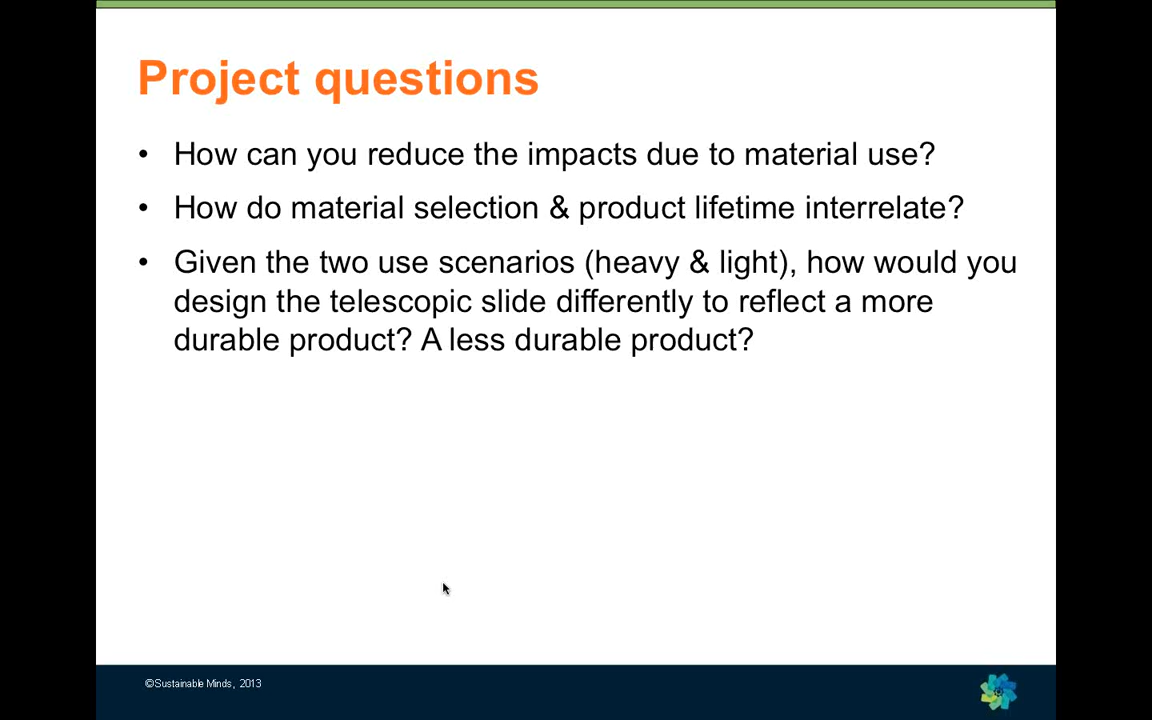 Project questions
• How can you reduce the impacts due to material use?
• How do material selection & product lifetime interrelate?
• Given the two use scenarios (heavy & light), how would you
design the telescopic slide differently to reflect a more
durable product? A less durable product?
©Sustainable Minds, 2013